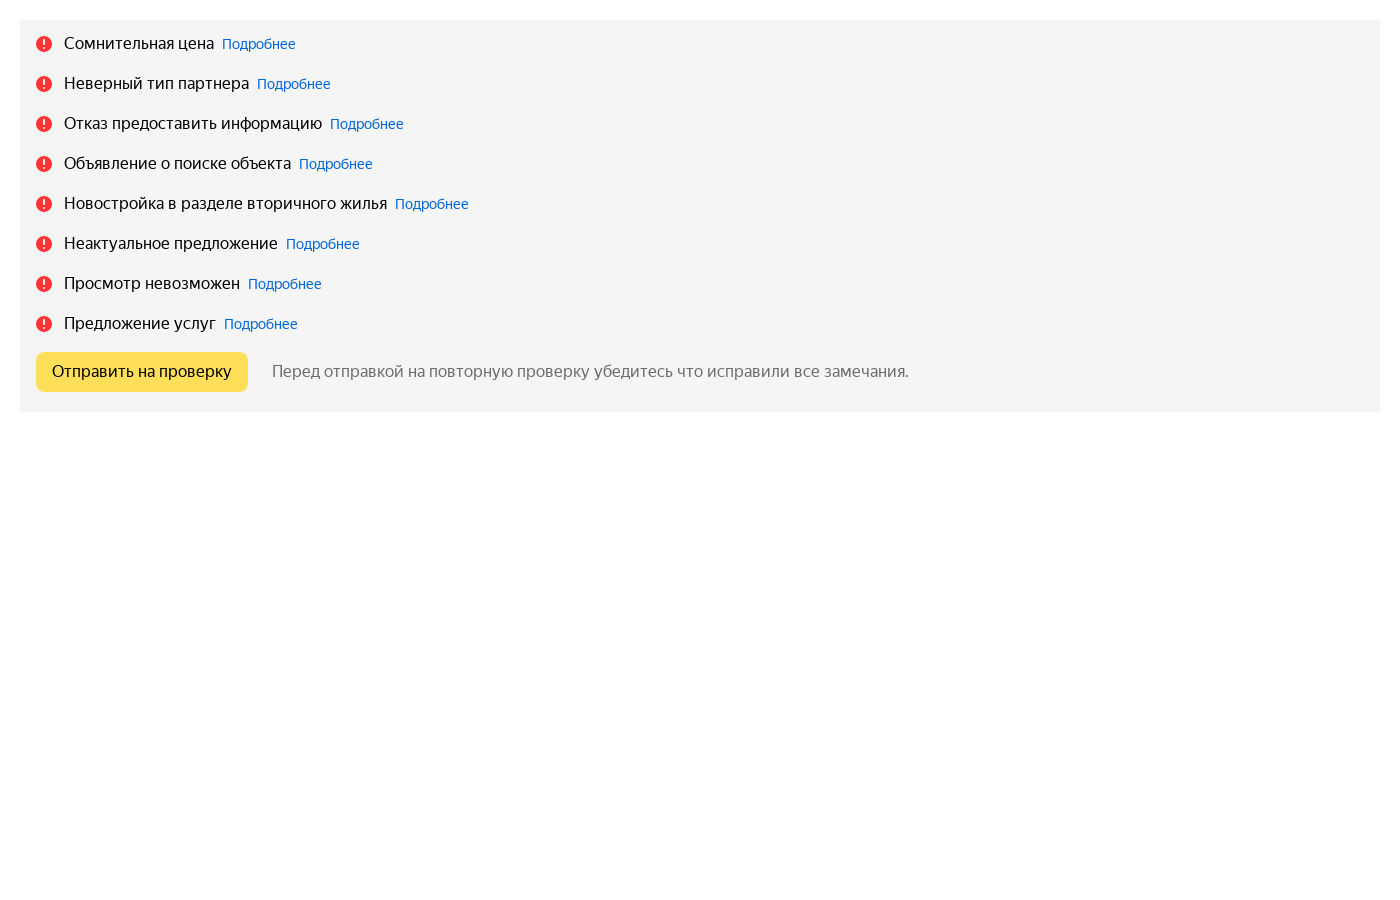 Сомнительная цена Подробнее
Неверный тип партнера Подробнее
Отказ предоставить информацию Подробнее
Объявление о поиске объекта Подробнее
Новостройка в разделе вторичного жилья Подробнее
Неактуальное предложение Подробнее
Просмотр невозможен Подробнее
Предложение услуг Подробнее
Отправить на проверку Перед отправкой на повторную проверку убедитесь что исправили все замечания.